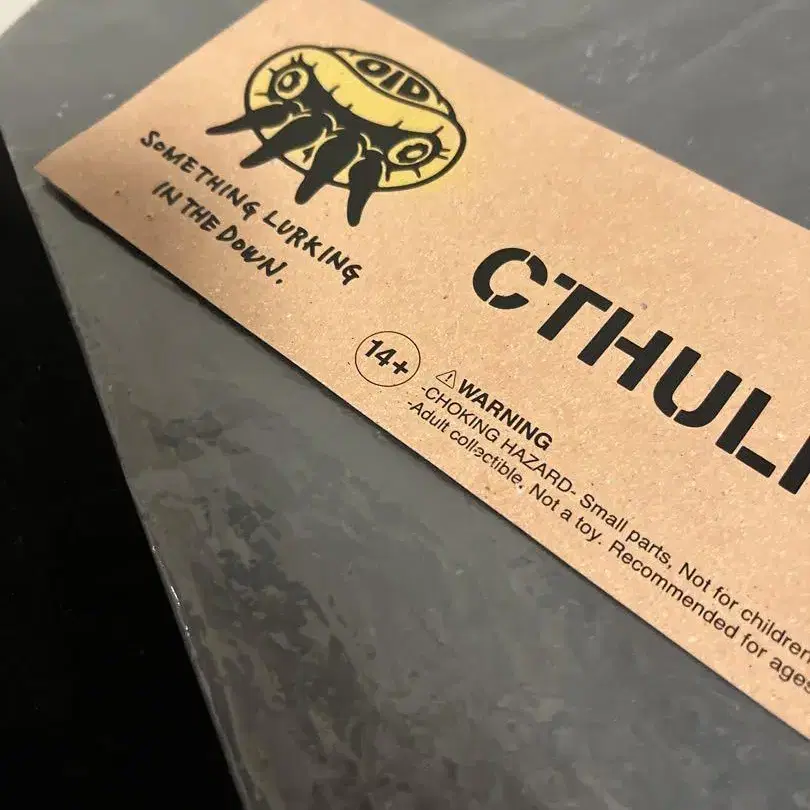 OID
SOMETHING LURKING
IN THE DOWN.
CTHUL
14+
WARNING
-CHOKING HAZARD- Small parts, Not for children
-Adult collectible, Not a toy. Recommended for ages